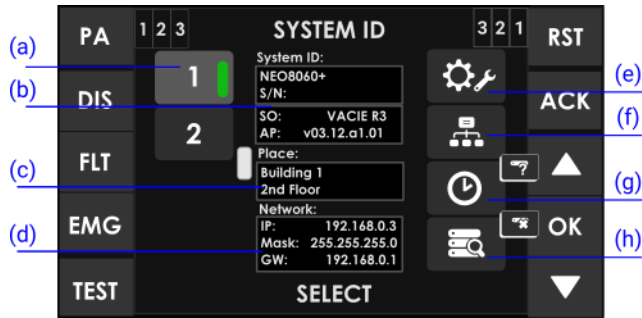 PA
1 2 3
SYSTEM ID
3 2 1
RST
(a)
1
System ID:
NEO8060+
S/N:
(e)
(b)
DIS
SO: VACIE R3
AP: v03.12.a1.01
ACK
(f)
2
(c)
FLT
Place:
Building 1
2nd Floor
?
(g)
(d)
EMG
Network:
IP: 192.168.0.3
Mask: 255.255.255.0
GW: 192.168.0.1
OK
(h)
TEST
SELECT